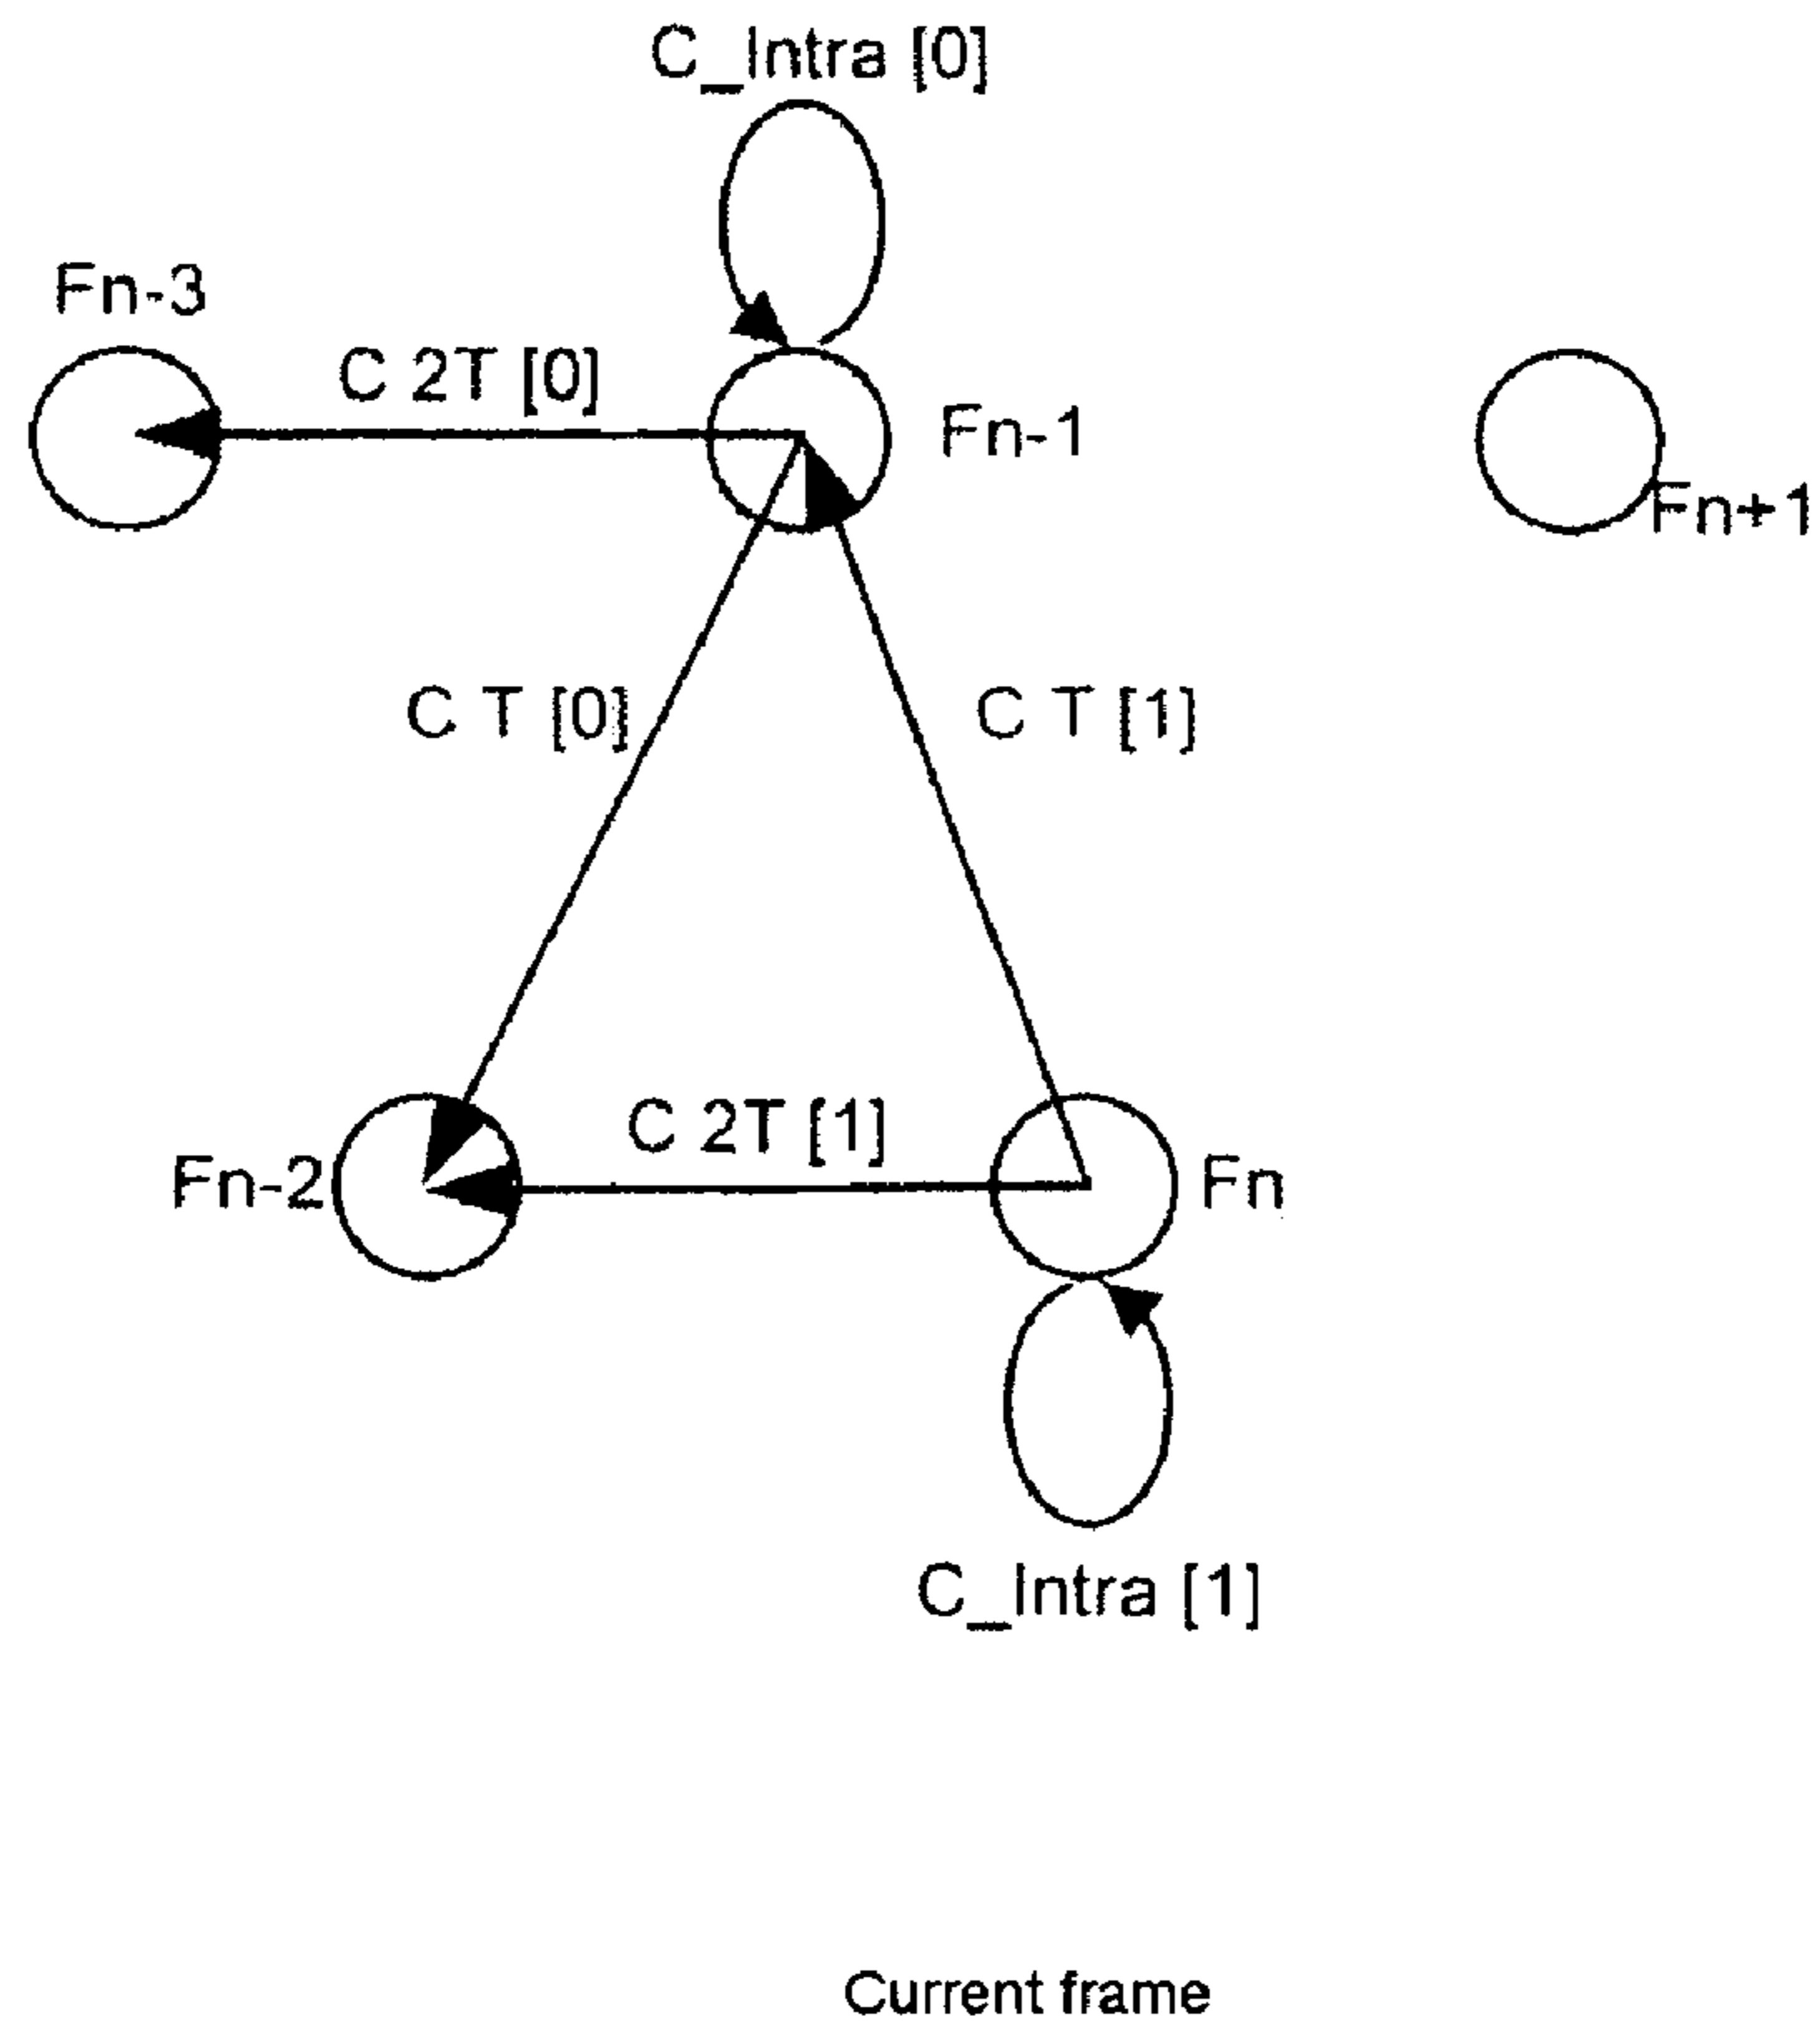 C_Intra [0]
Fn-3
C 2T [0]
Fn-1
Fn+1
C T [0]
C T [1]
C 2T [1]
Fn-2
Fn
C_Intra [1]
Current frame